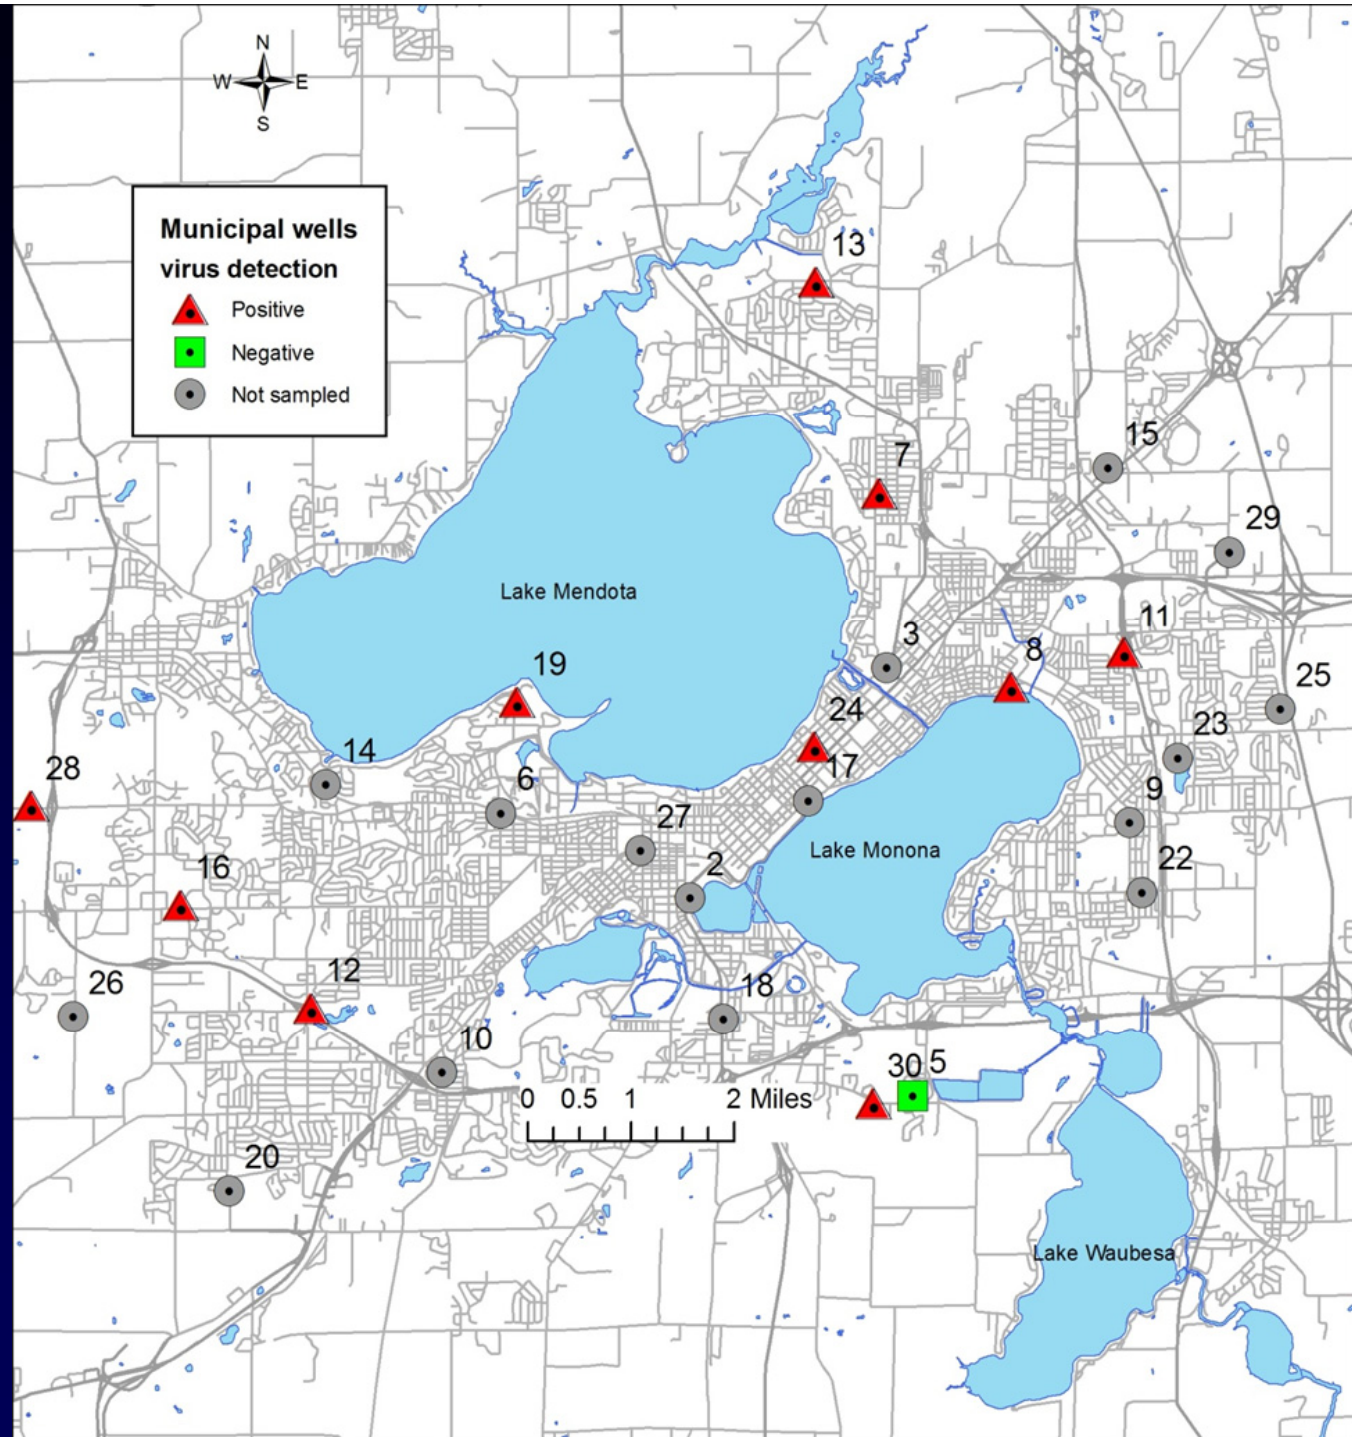 N
W E
S
Municipal wells
virus detection
Positive
Negative
Not sampled
13
7
15
29
Lake Mendota
3
8
11
19
24
25
14
23
28
6
17
9
27
Lake Monona
2
22
16
12
18
26
10
30 5
0 0.5 1 2 Miles
20
Lake Waubesa